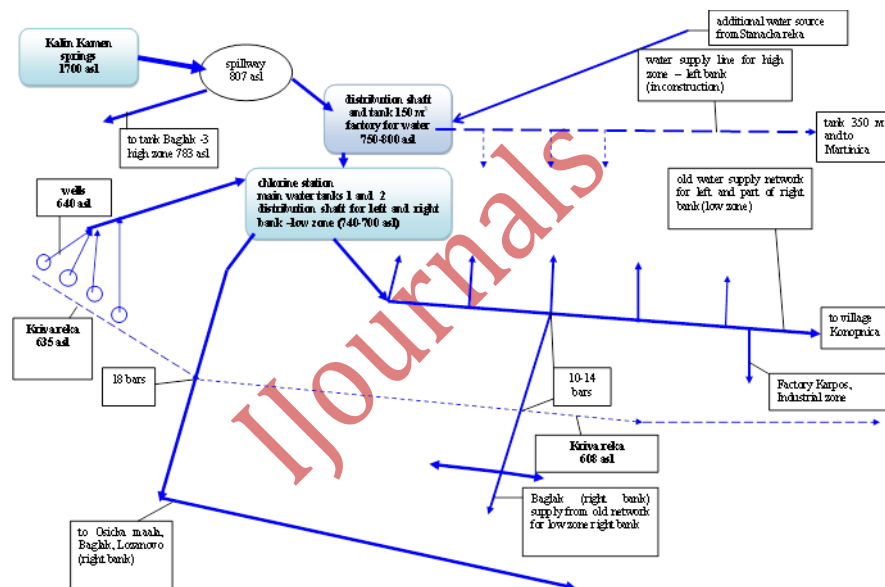 Kalin Kamen
springs
1700 asl
spillway
807 asl
additional water source
from Stanacka reka
water supply line for high
zone – left bank
(in construction)
distribution shaft
and tank 150 m³
factory for water
750-800 asl
to tank Baglak -3
high zone 783 asl
tank 350 m³
and to
Martinica
chlorine station
main water tanks 1 and 2
distribution shaft for left and right
bank -low zone (740-700 asl)
old water supply network
for left and part of right
bank (low zone)
wells
640 asl
Kriva reka
635 asl
to village
Konopnica
18 bars
10-14
bars
Factory Karpos,
Industrial zone
Kriva reka
608 asl
Baglak (right bank)
supply from old network
for low zone right bank
to Osicka maala,
Baglak, Lozanovo
(right bank)
IJournals